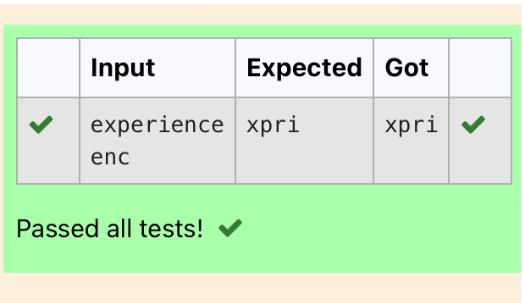 Input Expected Got
experience xpri xpri
enc
Passed all tests!